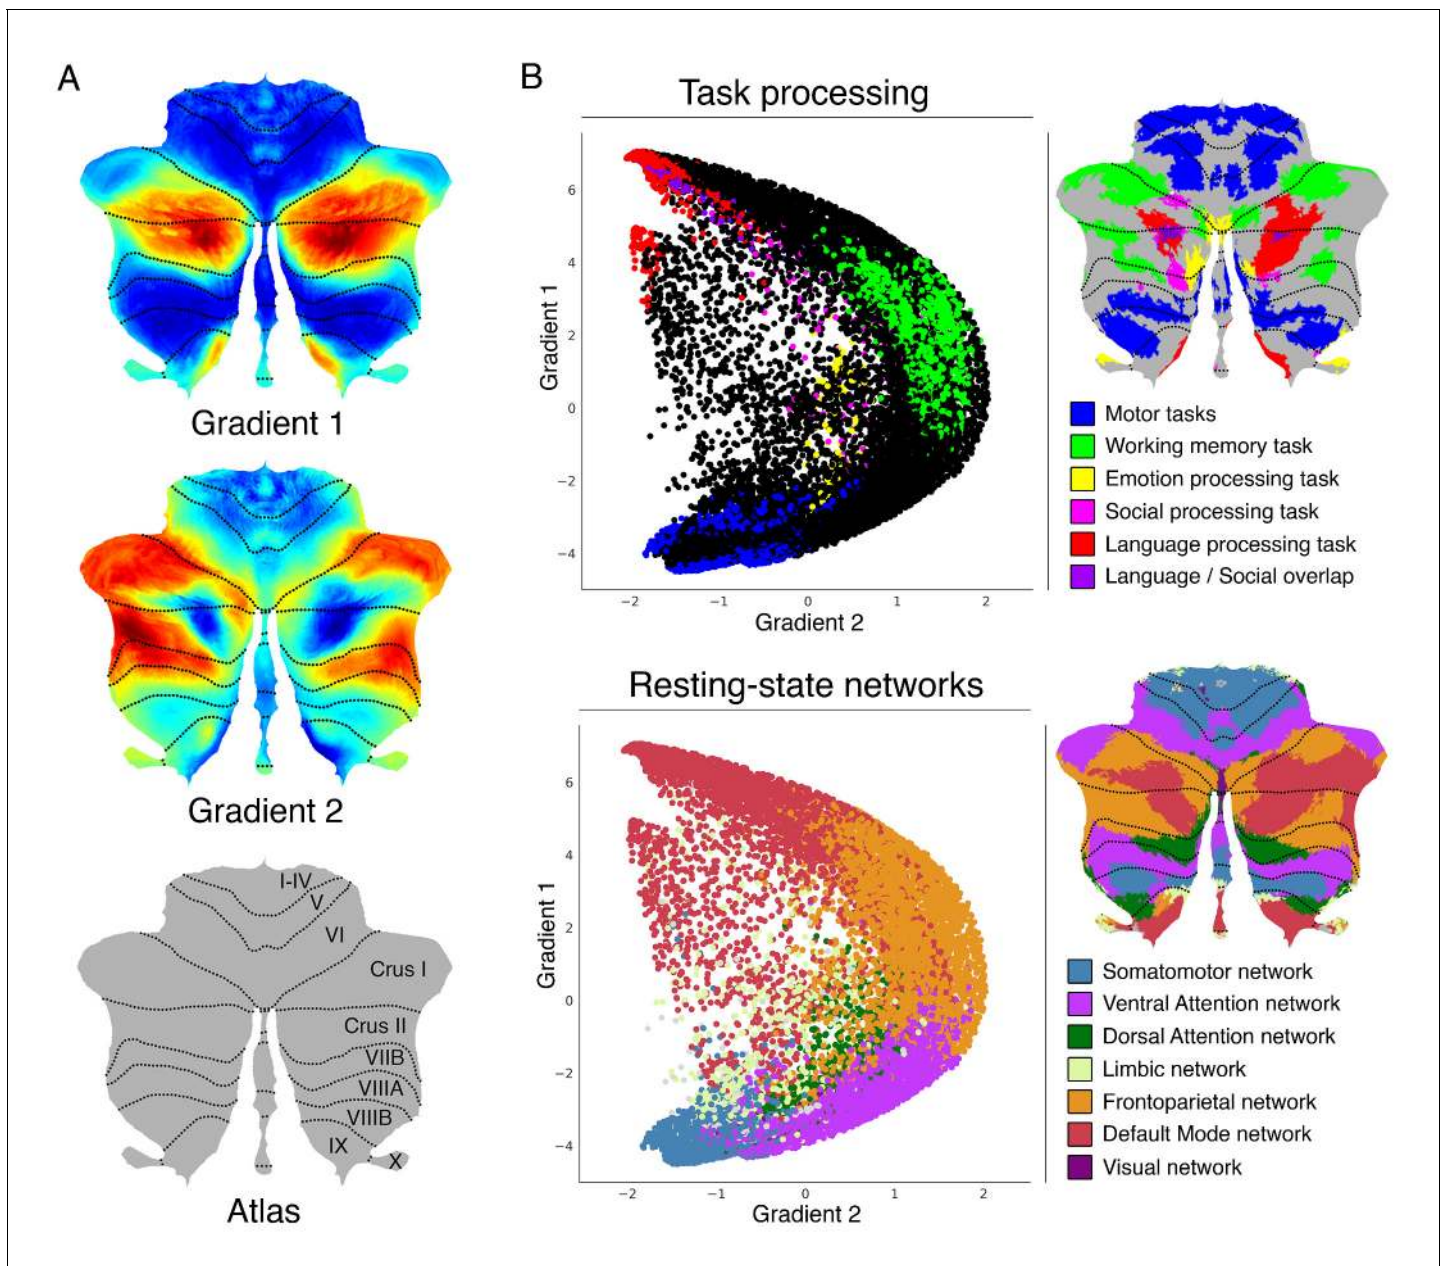 A
Gradient 1
Gradient 2
I-IV
V
VI
Crus I
Crus II
VIIB
VIIIA
VIIIB
IX
X
Atlas
B
Task processing
6
4
2
0
−2
−4
Gradient 1
−2 −1 0 1 2
Gradient 2
Motor tasks
Working memory task
Emotion processing task
Social processing task
Language processing task
Language / Social overlap
Resting-state networks
6
4
2
0
−2
−4
Gradient 1
−2 −1 0 1 2
Gradient 2
Somatomotor network
Ventral Attention network
Dorsal Attention network
Limbic network
Frontoparietal network
Default Mode network
Visual network